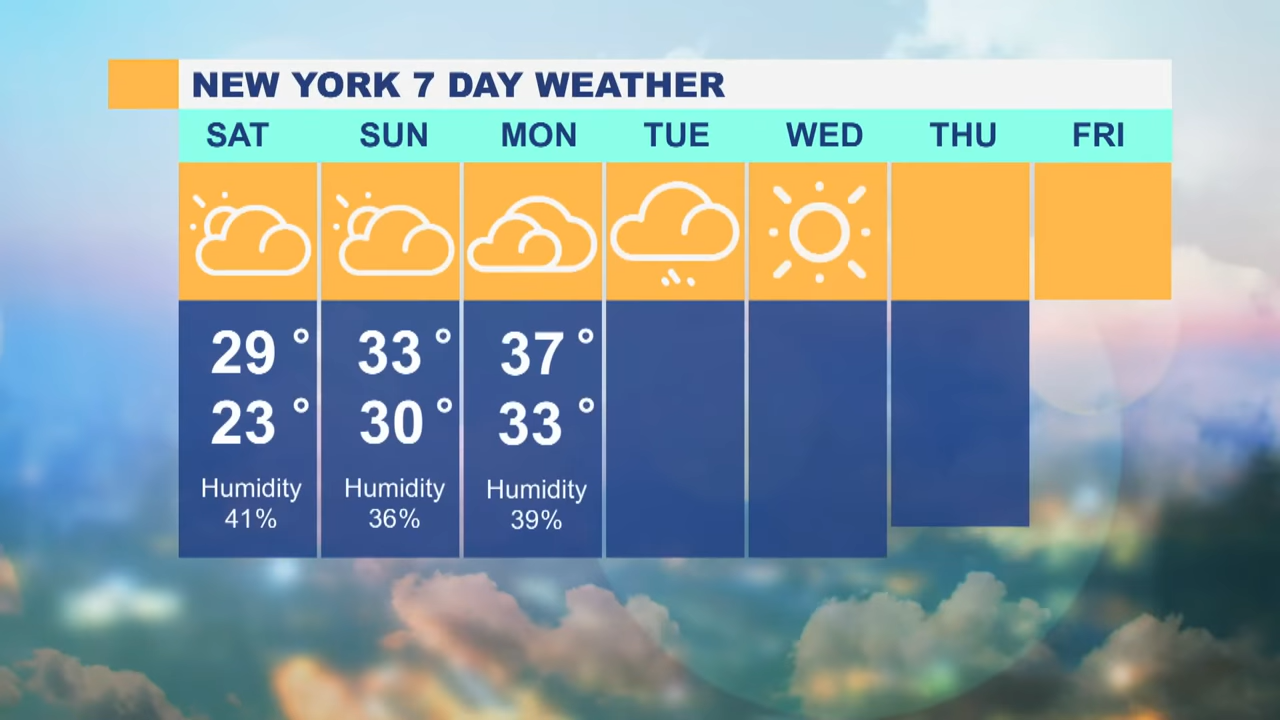 NEW YORK 7 DAY WEATHER
SAT SUN MON TUE WED THU FRI
29° 33° 37°
23° 30° 33°
Humidity Humidity Humidity
41% 36% 39%